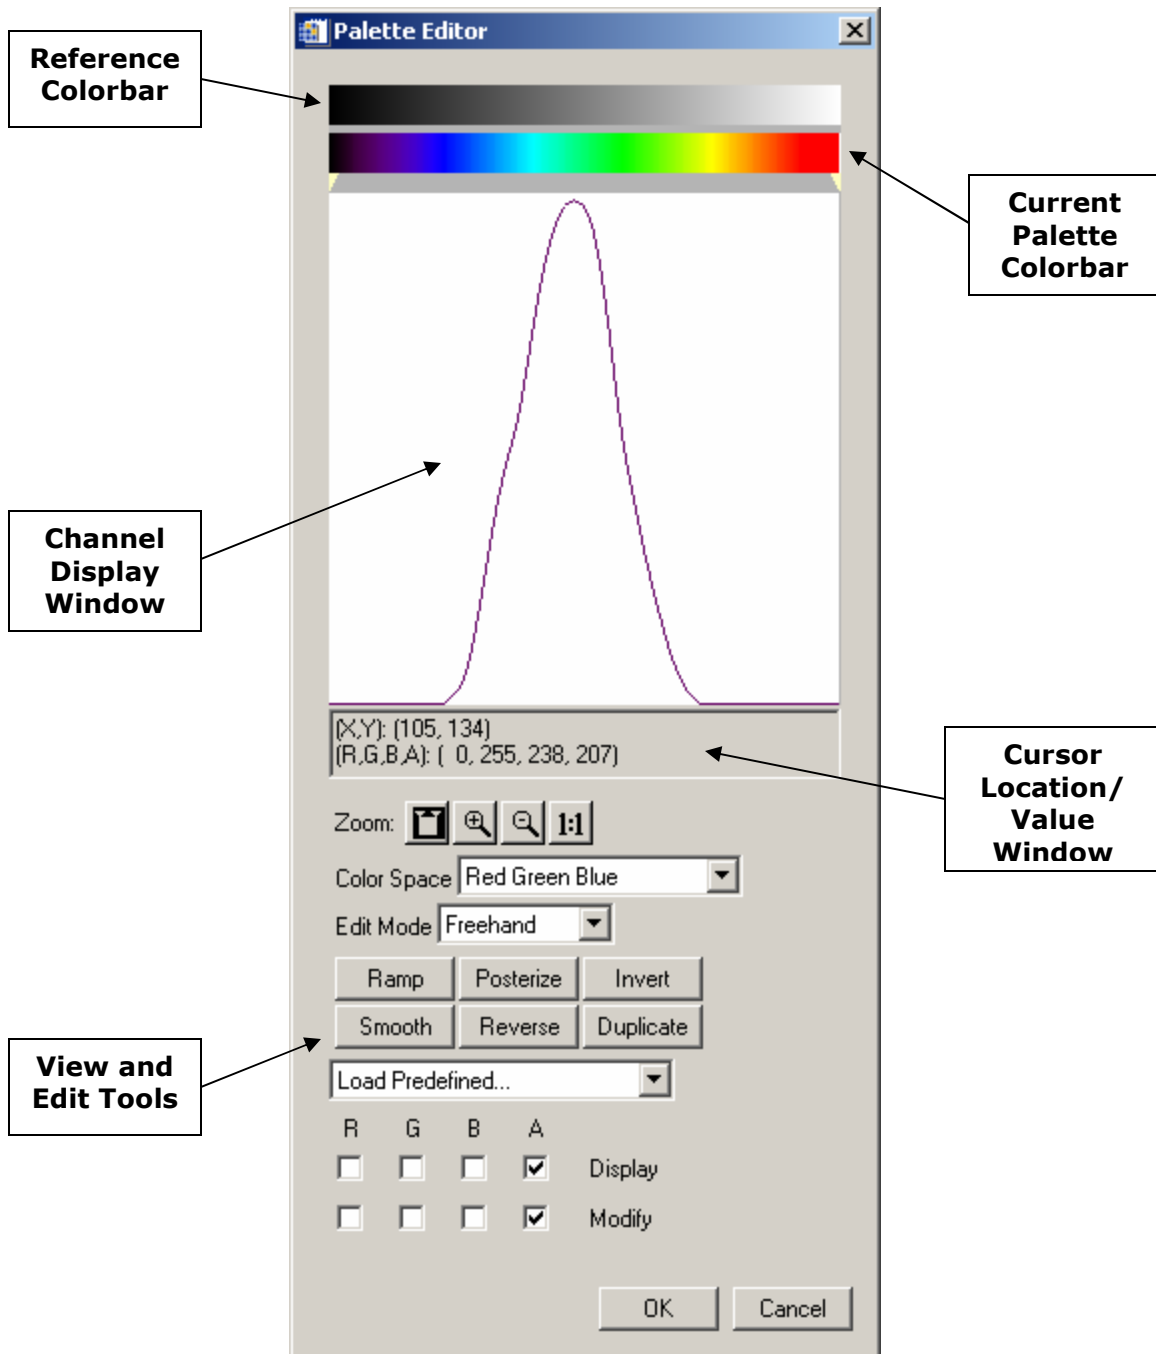 Palette Editor
Reference
Colorbar
Current
Palette
Colorbar
Channel
Display
Window
(X,Y): (105, 134)
(R,G,B,A): (  0, 255, 238, 207)
Cursor
Location/
Value
Window
Zoom: 1:1
Color Space Red Green Blue
Edit Mode Freehand
Ramp Posterize Invert
Smooth Reverse Duplicate
View and
Edit Tools
Load Predefined...
R G B A
Display
Modify
OK Cancel